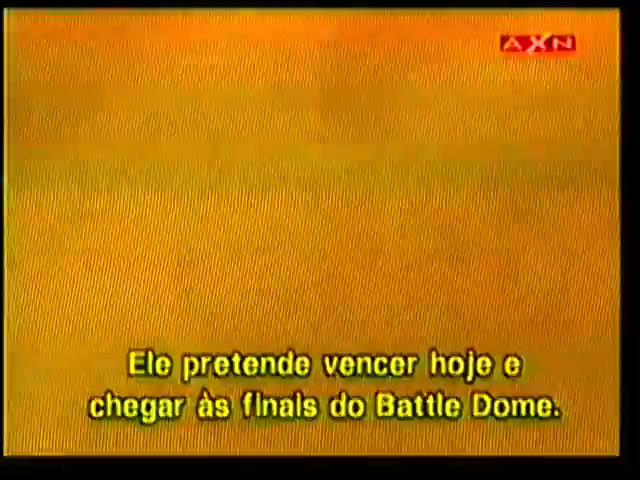 AXN
Ele pretende vencer hoje e
chegar às finais do Battle Dome.